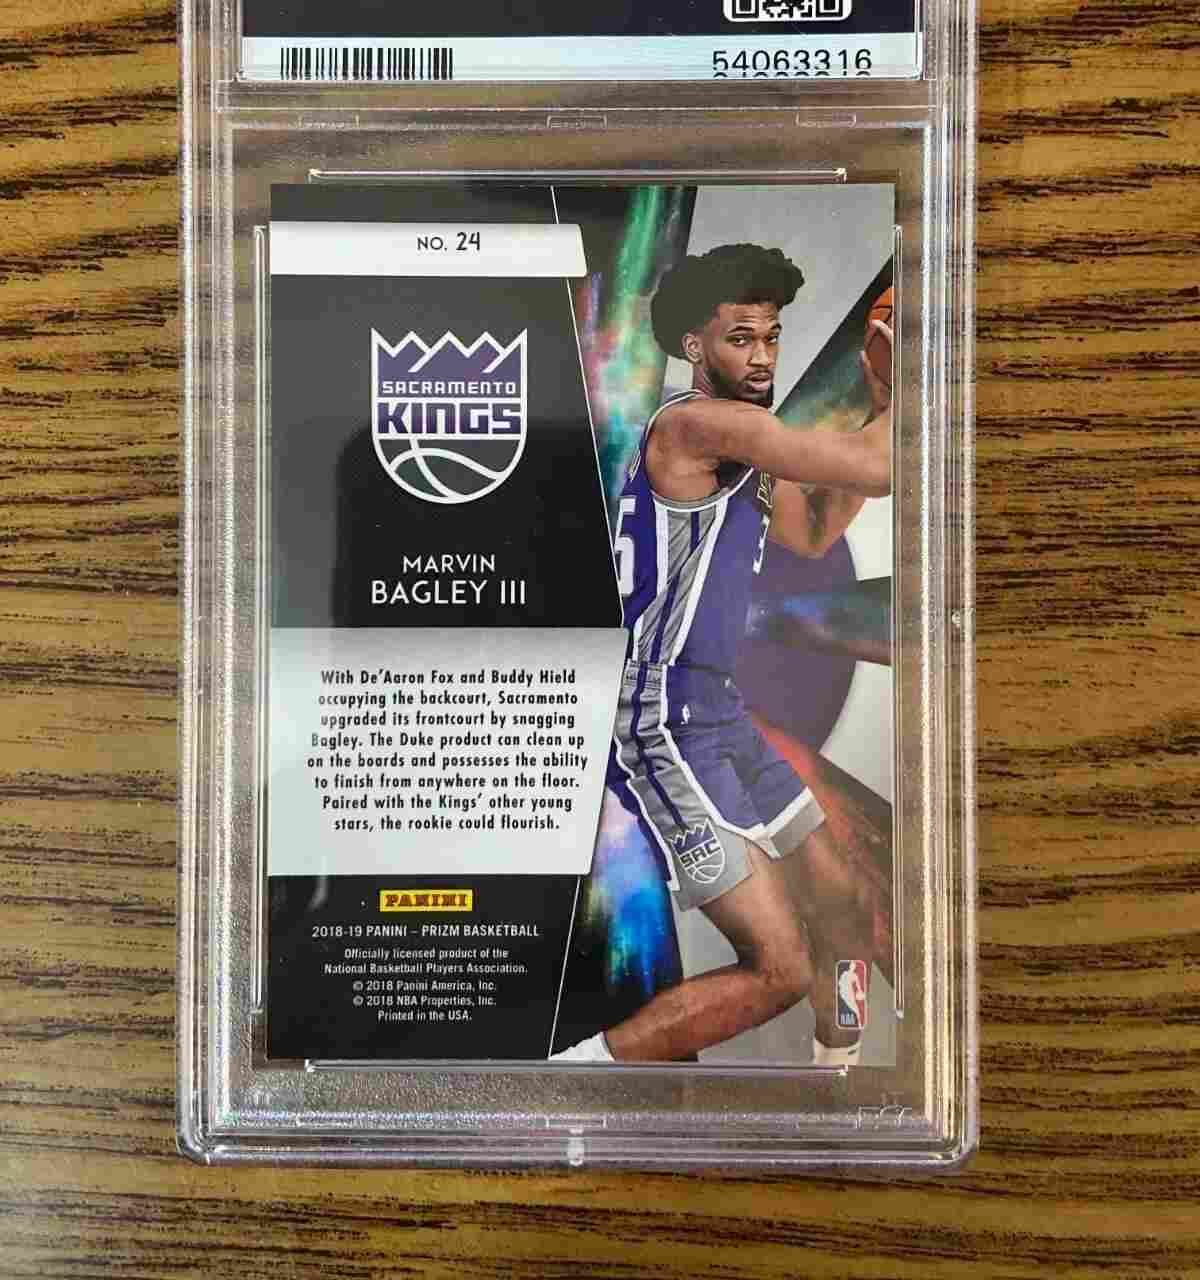 54063316
NO. 24
SACRAMENTO
KINGS
MARVIN
BAGLEY III
With De'Aaron Fox and Buddy Hield
occupying the backcourt, Sacramento
upgraded its frontcourt by snagging
Bagley. The Duke product can clean up
on the boards and possesses the ability
to finish from anywhere on the floor.
Paired with the Kings' other young
stars, the rookie could flourish.
PANINI
2018-19 PANINI – PRIZM BASKETBALL
Officially licensed product of the
National Basketball Players Association.
© 2018 Panini America, Inc.
© 2018 NBA Properties, Inc.
Printed in the USA.
SAC
NBA